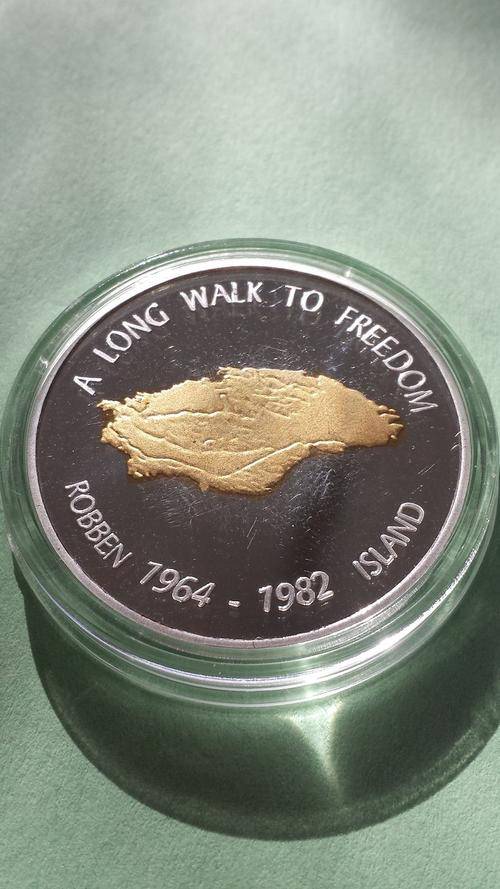 A LONG WALK TO FREEDOM
ROBBEN 1964 - 1982 ISLAND